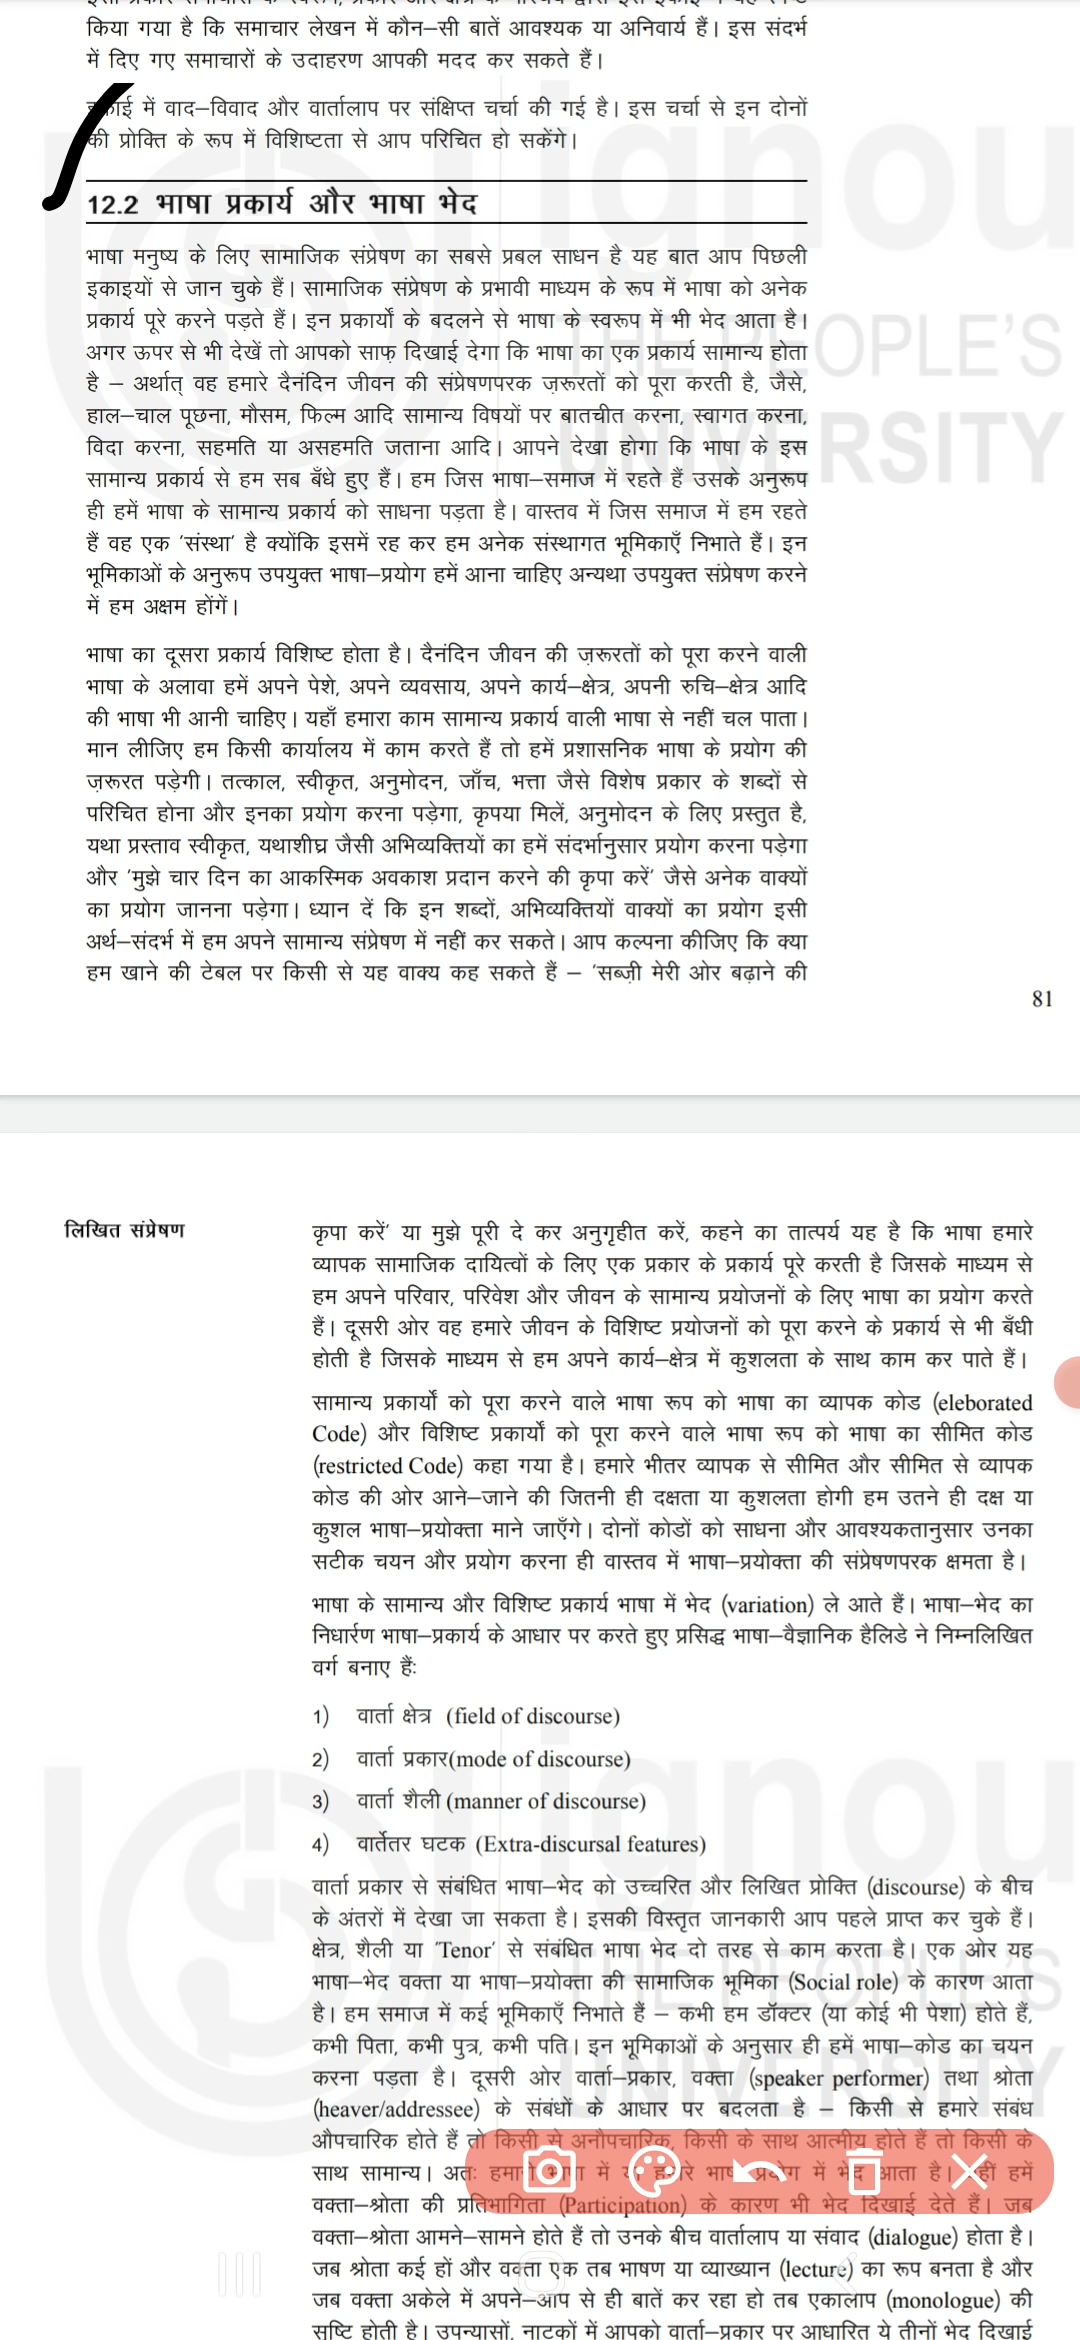 किया गया है कि समाचार लेखन में कौन–सी बातें आवश्यक या अनिवार्य हैं। इस संदर्भ
में दिए गए समाचारों के उदाहरण आपकी मदद कर सकते हैं।
में वाद–विवाद और वार्तालाप पर संक्षिप्त चर्चा की गई है। इस चर्चा से इन दोनों
की प्रोक्ति के रूप में विशिष्टता से आप परिचित हो सकेंगे।
12.2 भाषा प्रकार्य और भाषा भेद
भाषा मनुष्य के लिए सामाजिक संप्रेषण का सबसे प्रबल साधन है यह बात आप पिछली
इकाइयों से जान चुके हैं। सामाजिक संप्रेषण के प्रभावी माध्यम के रूप में भाषा को अनेक
प्रकार्य पूरे करने पड़ते हैं। इन प्रकार्यों के बदलने से भाषा के स्वरूप में भी भेद आता है।
अगर ऊपर से भी देखें तो आपको साफ़ दिखाई देगा कि भाषा का एक प्रकार्य सामान्य होता
है – अर्थात् वह हमारे दैनंदिन जीवन की संप्रेषणपरक ज़रूरतों को पूरा करती है, जैसे,
हाल–चाल पूछना, मौसम, फिल्म आदि सामान्य विषयों पर बातचीत करना, स्वागत करना,
विदा करना, सहमति या असहमति जताना आदि। आपने देखा होगा कि भाषा के इस
सामान्य प्रकार्य से हम सब बँधे हुए हैं। हम जिस भाषा–समाज में रहते हैं उसके अनुरूप
ही हमें भाषा के सामान्य प्रकार्य को साधना पड़ता है। वास्तव में जिस समाज में हम रहते
हैं वह एक 'संस्था' है क्योंकि इसमें रह कर हम अनेक संस्थागत भूमिकाएँ निभाते हैं। इन
भूमिकाओं के अनुरूप उपयुक्त भाषा–प्रयोग हमें आना चाहिए अन्यथा उपयुक्त संप्रेषण करने
में हम अक्षम होंगें।
भाषा का दूसरा प्रकार्य विशिष्ट होता है। दैनंदिन जीवन की ज़रूरतों को पूरा करने वाली
भाषा के अलावा हमें अपने पेशे, अपने व्यवसाय, अपने कार्य–क्षेत्र, अपनी रुचि–क्षेत्र आदि
की भाषा भी आनी चाहिए। यहाँ हमारा काम सामान्य प्रकार्य वाली भाषा से नहीं चल पाता।
मान लीजिए हम किसी कार्यालय में काम करते हैं तो हमें प्रशासनिक भाषा के प्रयोग की
ज़रूरत पड़ेगी। तत्काल, स्वीकृत, अनुमोदन, जाँच, भत्ता जैसे विशेष प्रकार के शब्दों से
परिचित होना और इनका प्रयोग करना पड़ेगा, कृपया मिलें, अनुमोदन के लिए प्रस्तुत है,
यथा प्रस्ताव स्वीकृत, यथाशीघ्र जैसी अभिव्यक्तियों का हमें संदर्भानुसार प्रयोग करना पड़ेगा
और 'मुझे चार दिन का आकस्मिक अवकाश प्रदान करने की कृपा करें' जैसे अनेक वाक्यों
का प्रयोग जानना पड़ेगा। ध्यान दें कि इन शब्दों, अभिव्यक्तियों वाक्यों का प्रयोग इसी
अर्थ–संदर्भ में हम अपने सामान्य संप्रेषण में नहीं कर सकते। आप कल्पना कीजिए कि क्या
हम खाने की टेबल पर किसी से यह वाक्य कह सकते हैं – 'सब्ज़ी मेरी ओर बढ़ाने की
81
लिखित संप्रेषण
कृपा करें' या मुझे पूरी दे कर अनुगृहीत करें, कहने का तात्पर्य यह है कि भाषा हमारे
व्यापक सामाजिक दायित्वों के लिए एक प्रकार के प्रकार्य पूरे करती है जिसके माध्यम से
हम अपने परिवार, परिवेश और जीवन के सामान्य प्रयोजनों के लिए भाषा का प्रयोग करते
हैं। दूसरी ओर वह हमारे जीवन के विशिष्ट प्रयोजनों को पूरा करने के प्रकार्य से भी बँधी
होती है जिसके माध्यम से हम अपने कार्य–क्षेत्र में कुशलता के साथ काम कर पाते हैं।
सामान्य प्रकार्यों को पूरा करने वाले भाषा रूप को भाषा का व्यापक कोड (eleborated
Code) और विशिष्ट प्रकार्यों को पूरा करने वाले भाषा रूप को भाषा का सीमित कोड
(restricted Code) कहा गया है। हमारे भीतर व्यापक से सीमित और सीमित से व्यापक
कोड की ओर आने–जाने की जितनी ही दक्षता या कुशलता होगी हम उतने ही दक्ष या
कुशल भाषा–प्रयोक्ता माने जाएँगे। दोनों कोडों को साधना और आवश्यकतानुसार उनका
सटीक चयन और प्रयोग करना ही वास्तव में भाषा–प्रयोक्ता की संप्रेषणपरक क्षमता है।
भाषा के सामान्य और विशिष्ट प्रकार्य भाषा में भेद (variation) ले आते हैं। भाषा–भेद का
निधार्रण भाषा–प्रकार्य के आधार पर करते हुए प्रसिद्ध भाषा–वैज्ञानिक हैलिडे ने निम्नलिखित
वर्ग बनाए हैं:
1) वार्ता क्षेत्र (field of discourse)
2) वार्ता प्रकार(mode of discourse)
3) वार्ता शैली (manner of discourse)
4) वार्तेतर घटक (Extra-discursal features)
वार्ता प्रकार से संबंधित भाषा–भेद को उच्चरित और लिखित प्रोक्ति (discourse) के बीच
के अंतरों में देखा जा सकता है। इसकी विस्तृत जानकारी आप पहले प्राप्त कर चुके हैं।
क्षेत्र, शैली या 'Tenor' से संबंधित भाषा भेद दो तरह से काम करता है। एक ओर यह
भाषा–भेद वक्ता या भाषा–प्रयोक्ता की सामाजिक भूमिका (Social role) के कारण आता
है। हम समाज में कई भूमिकाएँ निभाते हैं – कभी हम डॉक्टर (या कोई भी पेशा) होते हैं,
कभी पिता, कभी पुत्र, कभी पति। इन भूमिकाओं के अनुसार ही हमें भाषा–कोड का चयन
करना पड़ता है। दूसरी ओर वार्ता–प्रकार, वक्ता (speaker performer) तथा श्रोता
(heaver/addressee) के संबंधों के आधार पर बदलता है – किसी से हमारे संबंध
औपचारिक होते हैं तो किसी से अनौपचारिक, किसी के साथ आत्मीय होते हैं तो किसी के
साथ सामान्य। अतः में भेद आता है। हमें
वक्ता–श्रोता की प्रतिभागिता (Participation) के कारण भी भेद दिखाई देते हैं। जब
वक्ता–श्रोता आमने–सामने होते हैं तो उनके बीच वार्तालाप या संवाद (dialogue) होता है।
जब श्रोता कई हों और वक्ता एक तब भाषण या व्याख्यान (lecture) का रूप बनता है और
जब वक्ता अकेले में अपने–आप से ही बातें कर रहा हो तब एकालाप (monologue) की
सृष्टि होती है। उपन्यासों, नाटकों में आपको वार्ता–प्रकार पर आधारित ये तीनों भेद दिखाई
ignou
THE PEOPLE'S
UNIVERSITY